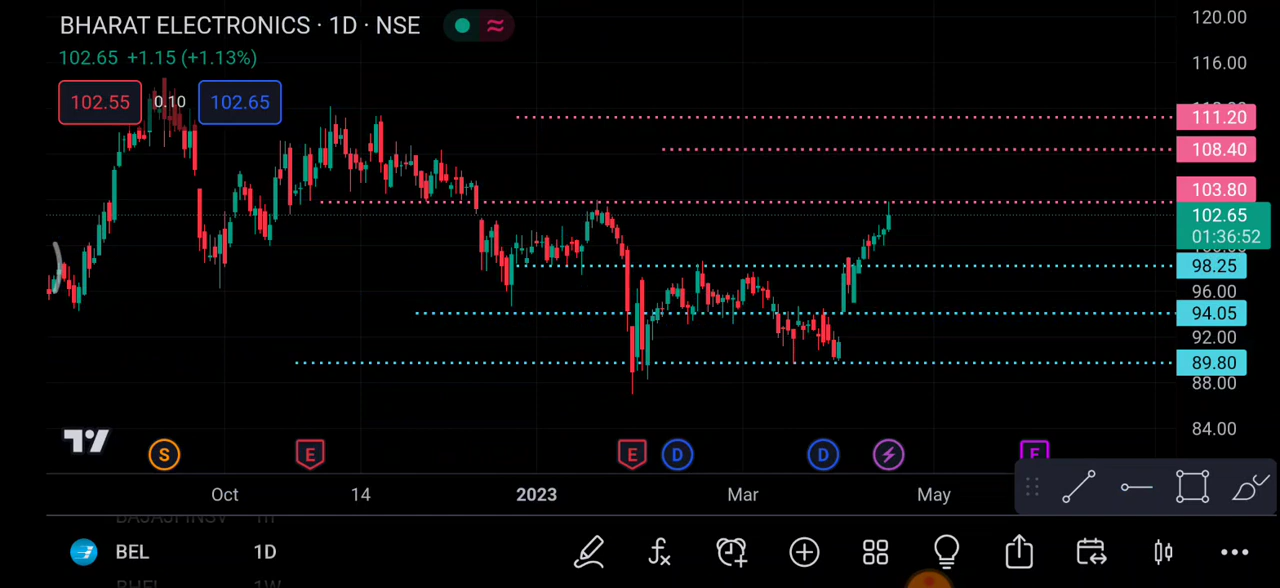 BHARAT ELECTRONICS · 1D · NSE
102.65 +1.15 (+1.13%)
102.55 0.10 102.65
120.00
116.00
111.20
108.40
103.80
102.65
01:36:52
98.25
96.00
94.05
92.00
89.80
88.00
84.00
S E E D D E
Oct 14 2023 Mar May
BEL 1D